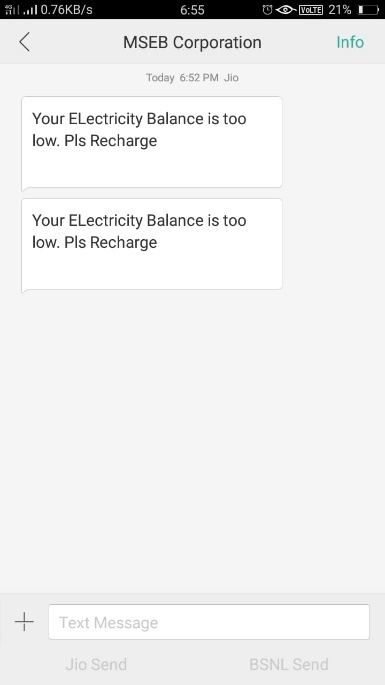 0.76KB/s 6:55 VoLTE 21%
MSEB Corporation Info
Today 6:52 PM Jio
Your ELectricity Balance is too
low. Pls Recharge
Your ELectricity Balance is too
low. Pls Recharge
Text Message
Jio Send BSNL Send